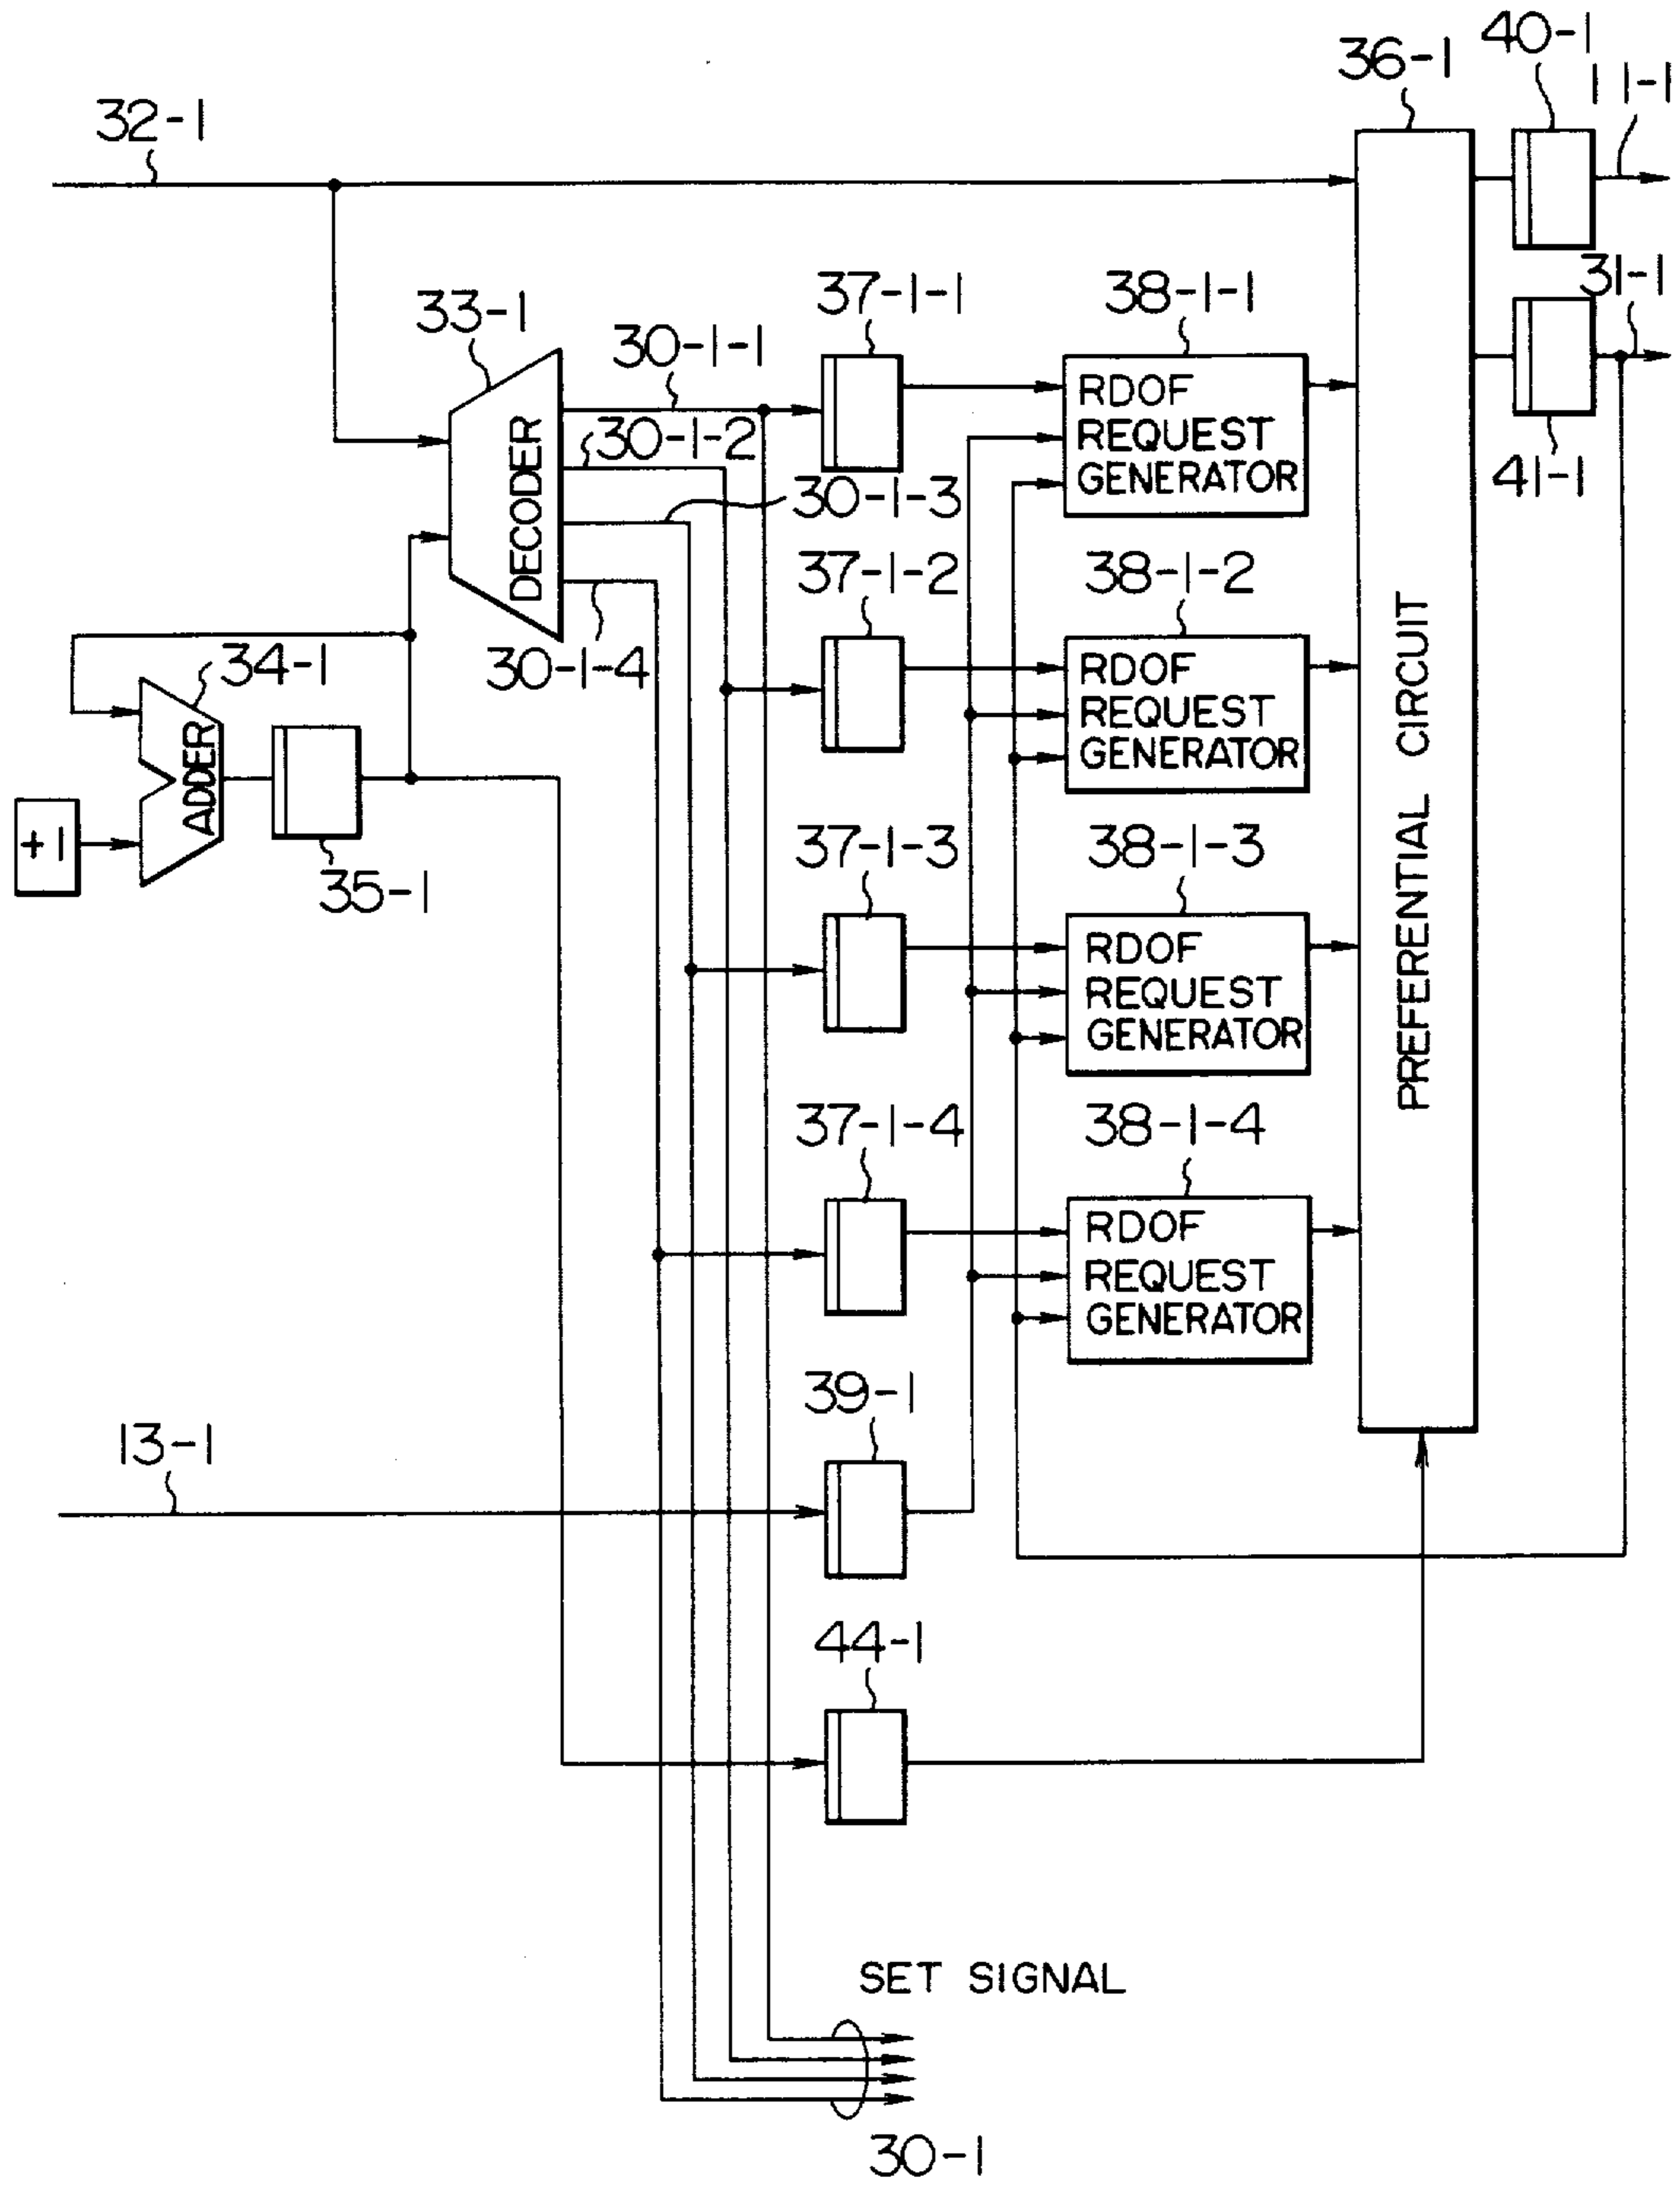 36-1
40-1
11-1
32-1
33-1
30-1-1
37-1-1
38-1-1
31-1
DECODER
30-1-2
30-1-3
RDOF
REQUEST
GENERATOR
41-1
30-1-4
37-1-2
38-1-2
34-1
ADDER
+1
35-1
RDOF
REQUEST
GENERATOR
PREFERENTIAL CIRCUIT
37-1-3
38-1-3
RDOF
REQUEST
GENERATOR
37-1-4
38-1-4
RDOF
REQUEST
GENERATOR
39-1
13-1
44-1
SET SIGNAL
30-1